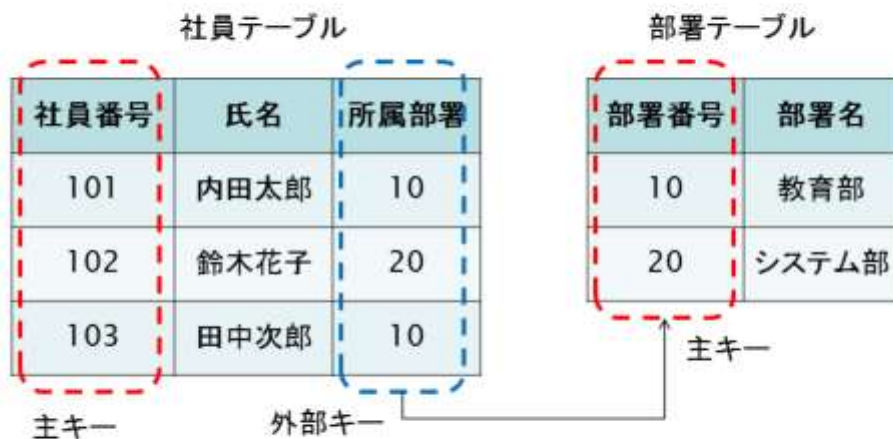 社員テーブル
部署テーブル
社員番号 氏名 所属部署
101 内田太郎 10
102 鈴木花子 20
103 田中次郎 10
部署番号 部署名
10 教育部
20 システム部
主キー
外部キー
主キー